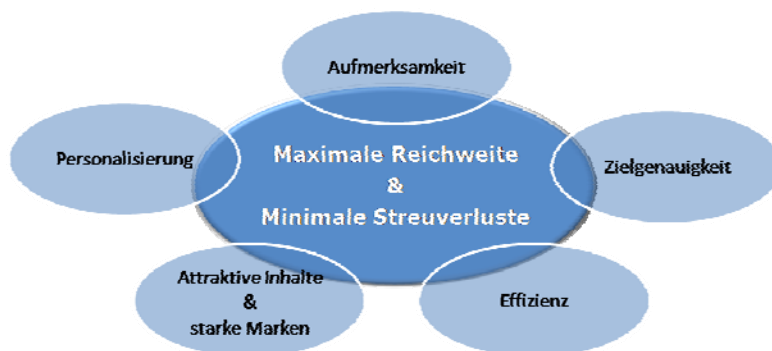 Aufmerksamkeit
Personalisierung
Maximale Reichweite
&
Minimale Streuverluste
Zielgenauigkeit
Attraktive Inhalte
&
starke Marken
Effizienz